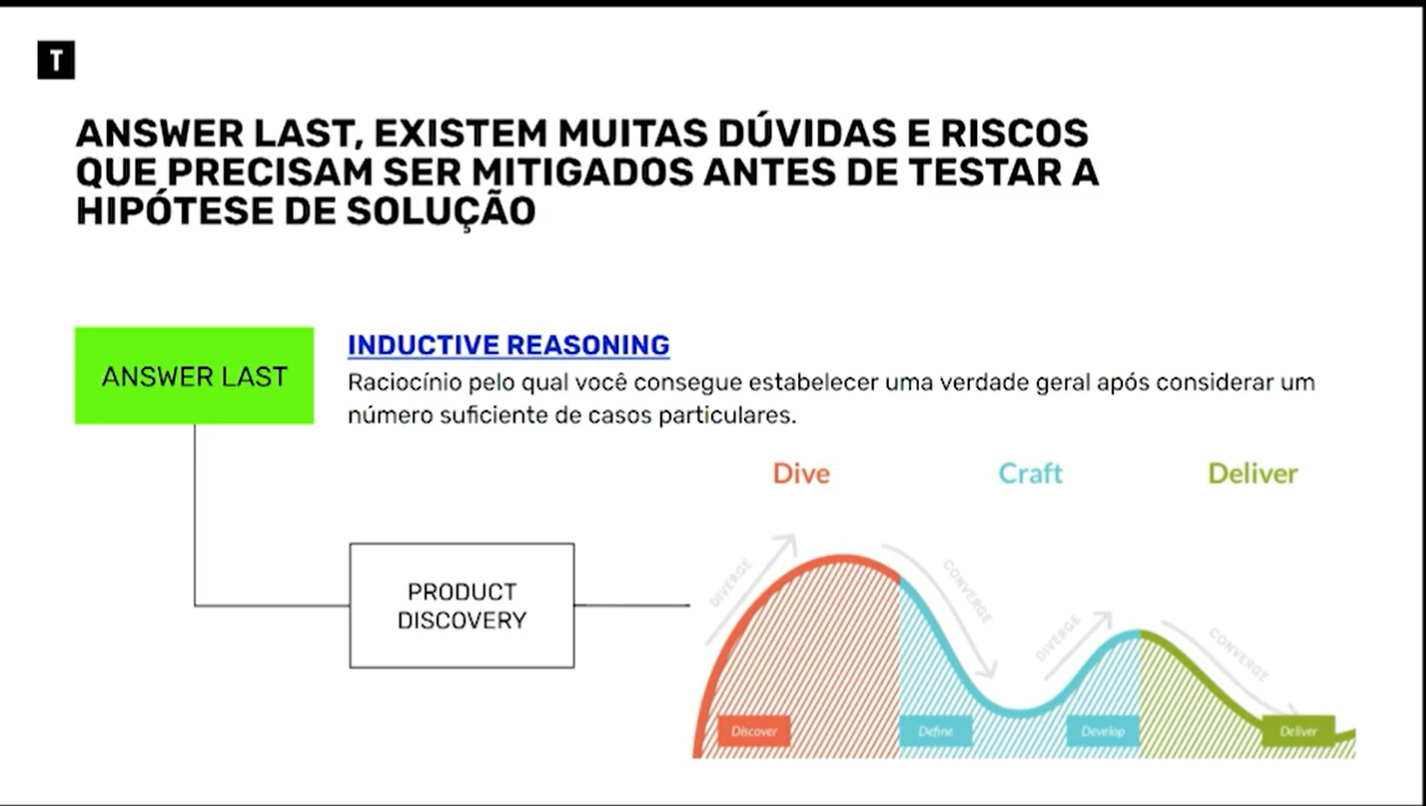 T
ANSWER LAST, EXISTEM MUITAS DÚVIDAS E RISCOS
QUE PRECISAM SER MITIGADOS ANTES DE TESTAR A
HIPÓTESE DE SOLUÇÃO
ANSWER LAST
INDUCTIVE REASONING
Raciocínio pelo qual você consegue estabelecer uma verdade geral após considerar um
número suficiente de casos particulares.
PRODUCT
DISCOVERY
Dive
Craft
Deliver
DIVERGE
CONVERGE
DIVERGE
CONVERGE
Discover
Define
Develop
Deliver